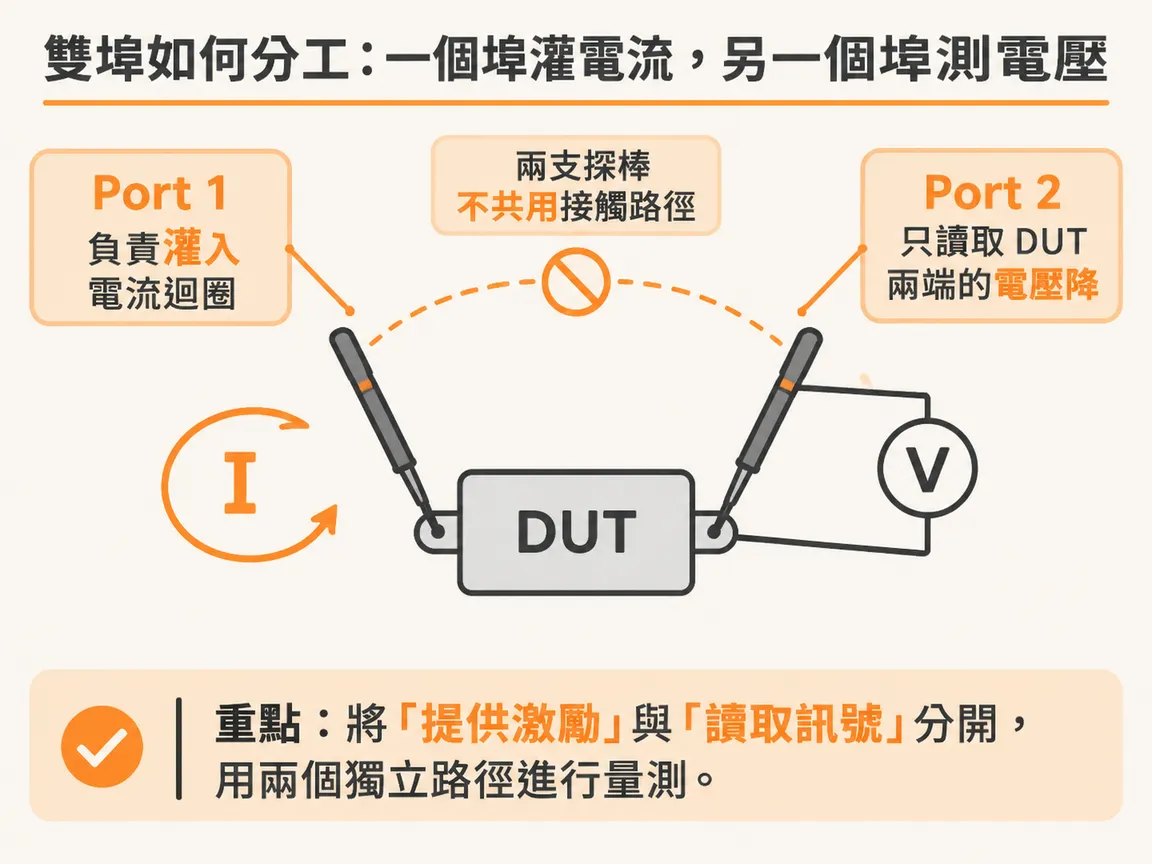 雙埠如何分工：一個埠灌電流，另一個埠測電壓
Port 1
負責灌入
電流迴圈
兩支探棒
不共用接觸路徑
Port 2
只讀取 DUT
兩端的電壓降
I
DUT
V
重點：將「提供激勵」與「讀取訊號」分開，
用兩個獨立路徑進行量測。